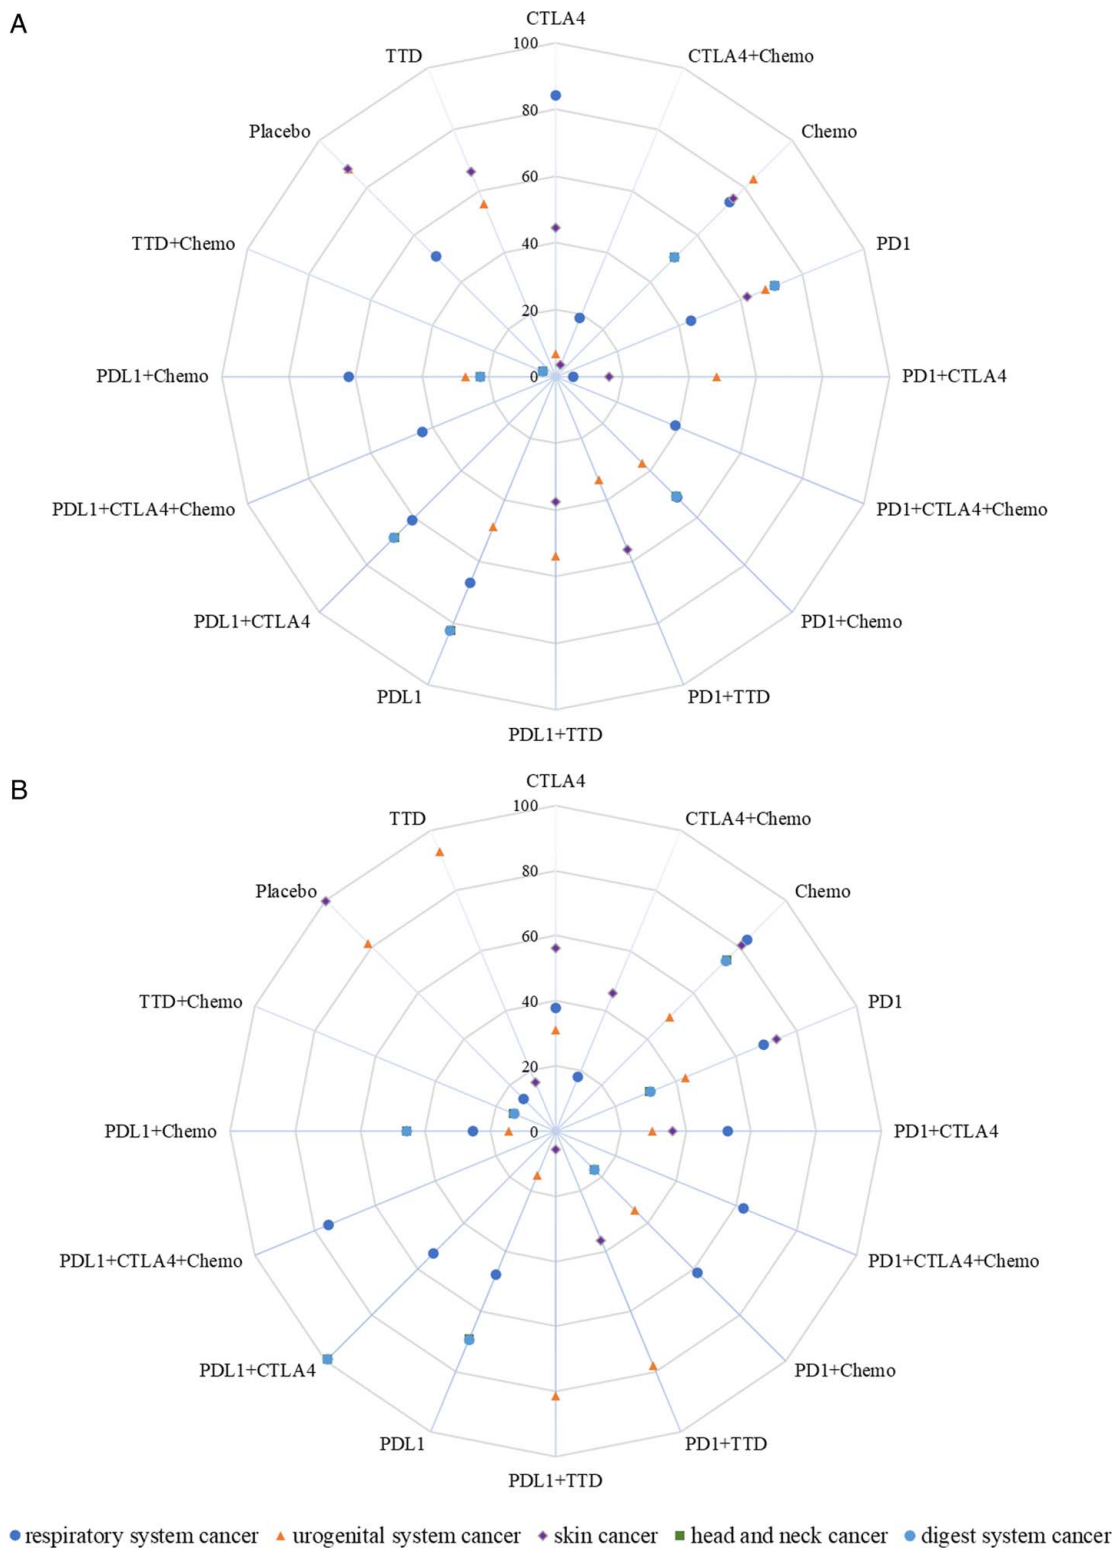 A
CTLA4
100
TTD
CTLA4+Chemo
80
Placebo
Chemo
60
TTD+Chemo
PD1
40
20
PDL1+Chemo
0
PD1+CTLA4
PDL1+CTLA4+Chemo
PD1+CTLA4+Chemo
PDL1+CTLA4
PD1+Chemo
PDL1
PD1+TTD
PDL1+TTD
B
CTLA4
100
TTD
CTLA4+Chemo
80
Placebo
Chemo
60
TTD+Chemo
PD1
40
20
PDL1+Chemo
0
PD1+CTLA4
PDL1+CTLA4+Chemo
PD1+CTLA4+Chemo
PDL1+CTLA4
PD1+Chemo
PDL1
PD1+TTD
PDL1+TTD
respiratory system cancer urogenital system cancer skin cancer head and neck cancer digest system cancer